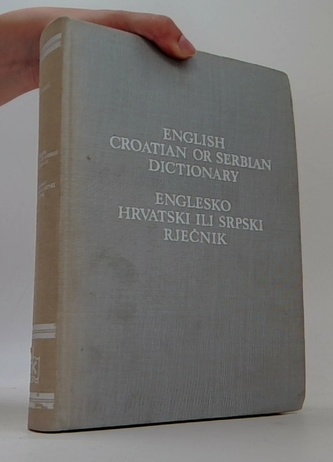 ENGLISH
CROATIAN OR SERBIAN
DICTIONARY
ENGLESKO
HRVATSKI ILI SRPSKI
RJEČNIK